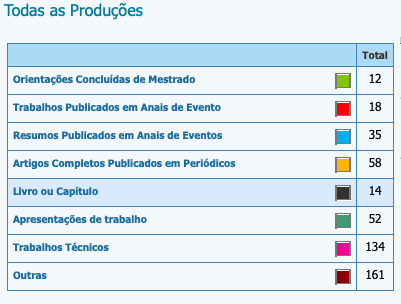 Todas as Produções
Total
Orientações Concluídas de Mestrado 12
Trabalhos Publicados em Anais de Evento 18
Resumos Publicados em Anais de Eventos 35
Artigos Completos Publicados em Periódicos 58
Livro ou Capítulo 14
Apresentações de trabalho 52
Trabalhos Técnicos 134
Outras 161